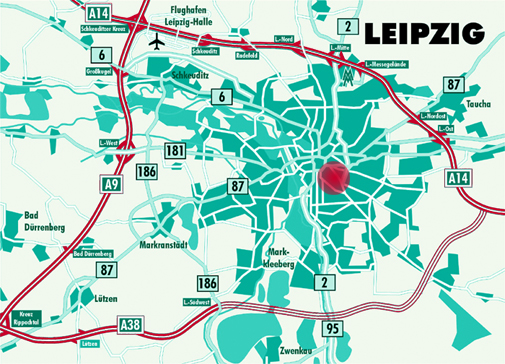 A14
Flughafen
Leipzig-Halle
2
LEIPZIG
Schkeuditzer Kreuz
L.-Nord
L.-Mitte
6
Schkeuditz
Radefeld
L.-Messegelände
Großkugel
Schkeuditz
87
6
Taucha
L.-Nordost
L.-Ost
L.-West
181
186
A9
87
A14
Bad
Dürrenberg
Markranstädt
Mark-
kleeberg
Bad Dürrenberg
87
186
2
Lützen
L.-Südwest
Kreuz
Rippachtal
A38
95
Lützen
Zwenkau